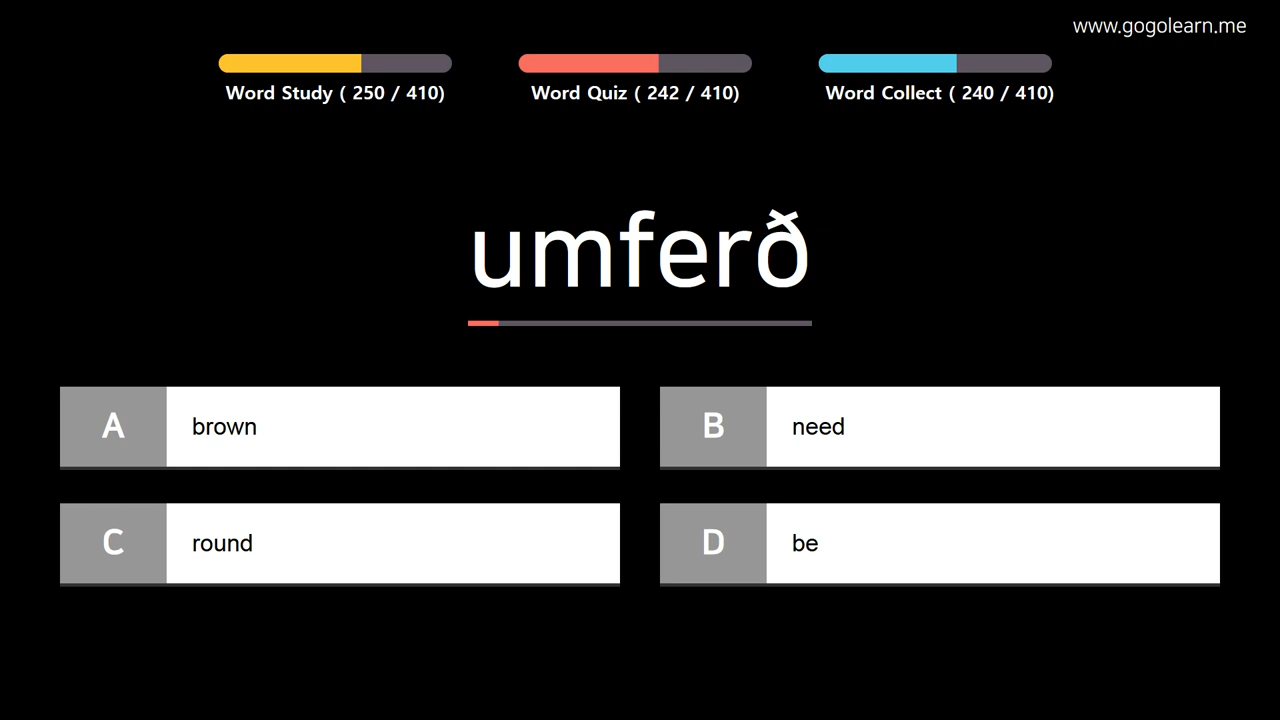 www.gogolearn.me
Word Study ( 250 / 410)
Word Quiz ( 242 / 410)
Word Collect ( 240 / 410)
umferð
A brown
B need
C round
D be